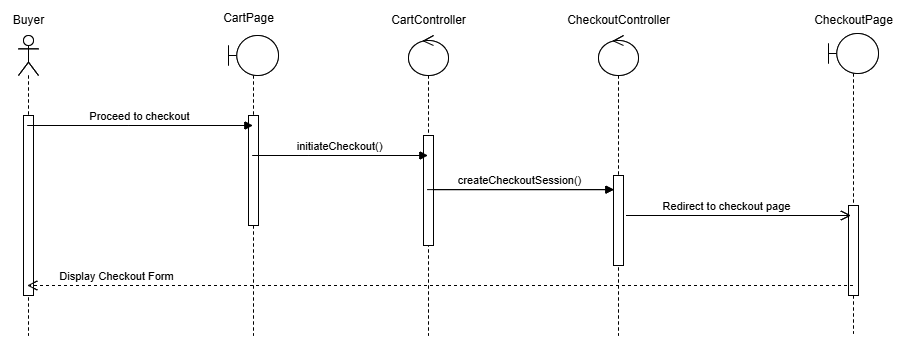 Buyer
CartPage
CartController
CheckoutController
CheckoutPage
Proceed to checkout
initiateCheckout()
createCheckoutSession()
Redirect to checkout page
Display Checkout Form